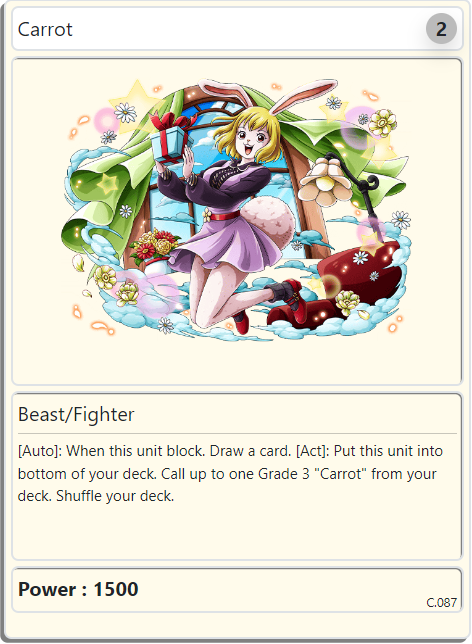 Carrot
2
Beast/Fighter
[Auto]: When this unit block. Draw a card. [Act]: Put this unit into
bottom of your deck. Call up to one Grade 3 "Carrot" from your
deck. Shuffle your deck.
Power : 1500
C.087